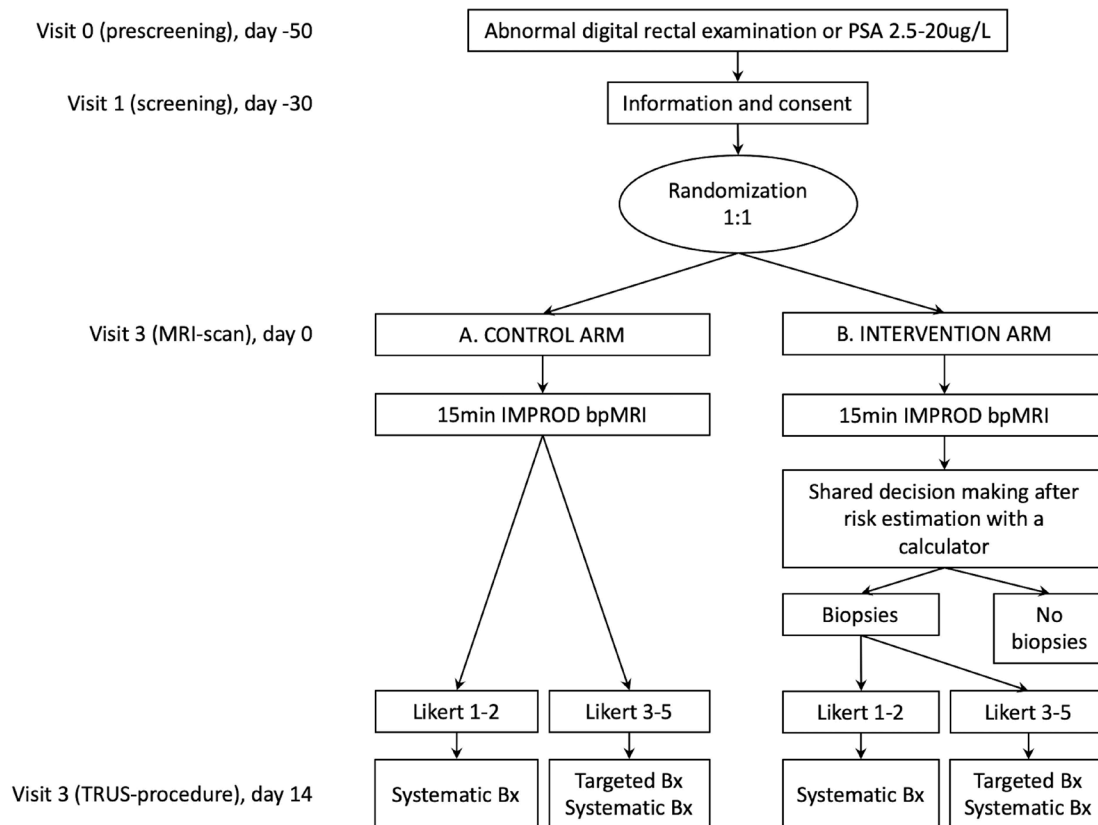 Visit 0 (prescreening), day -50
Abnormal digital rectal examination or PSA 2.5-20ug/L
Visit 1 (screening), day -30
Information and consent
Randomization
1:1
Visit 3 (MRI-scan), day 0
A. CONTROL ARM
B. INTERVENTION ARM
15min IMPROD bpMRI
15min IMPROD bpMRI
Shared decision making after
risk estimation with a
calculator
Biopsies
No
biopsies
Likert 1-2
Likert 3-5
Likert 1-2
Likert 3-5
Visit 3 (TRUS-procedure), day 14
Systematic Bx
Targeted Bx
Systematic Bx
Systematic Bx
Targeted Bx
Systematic Bx